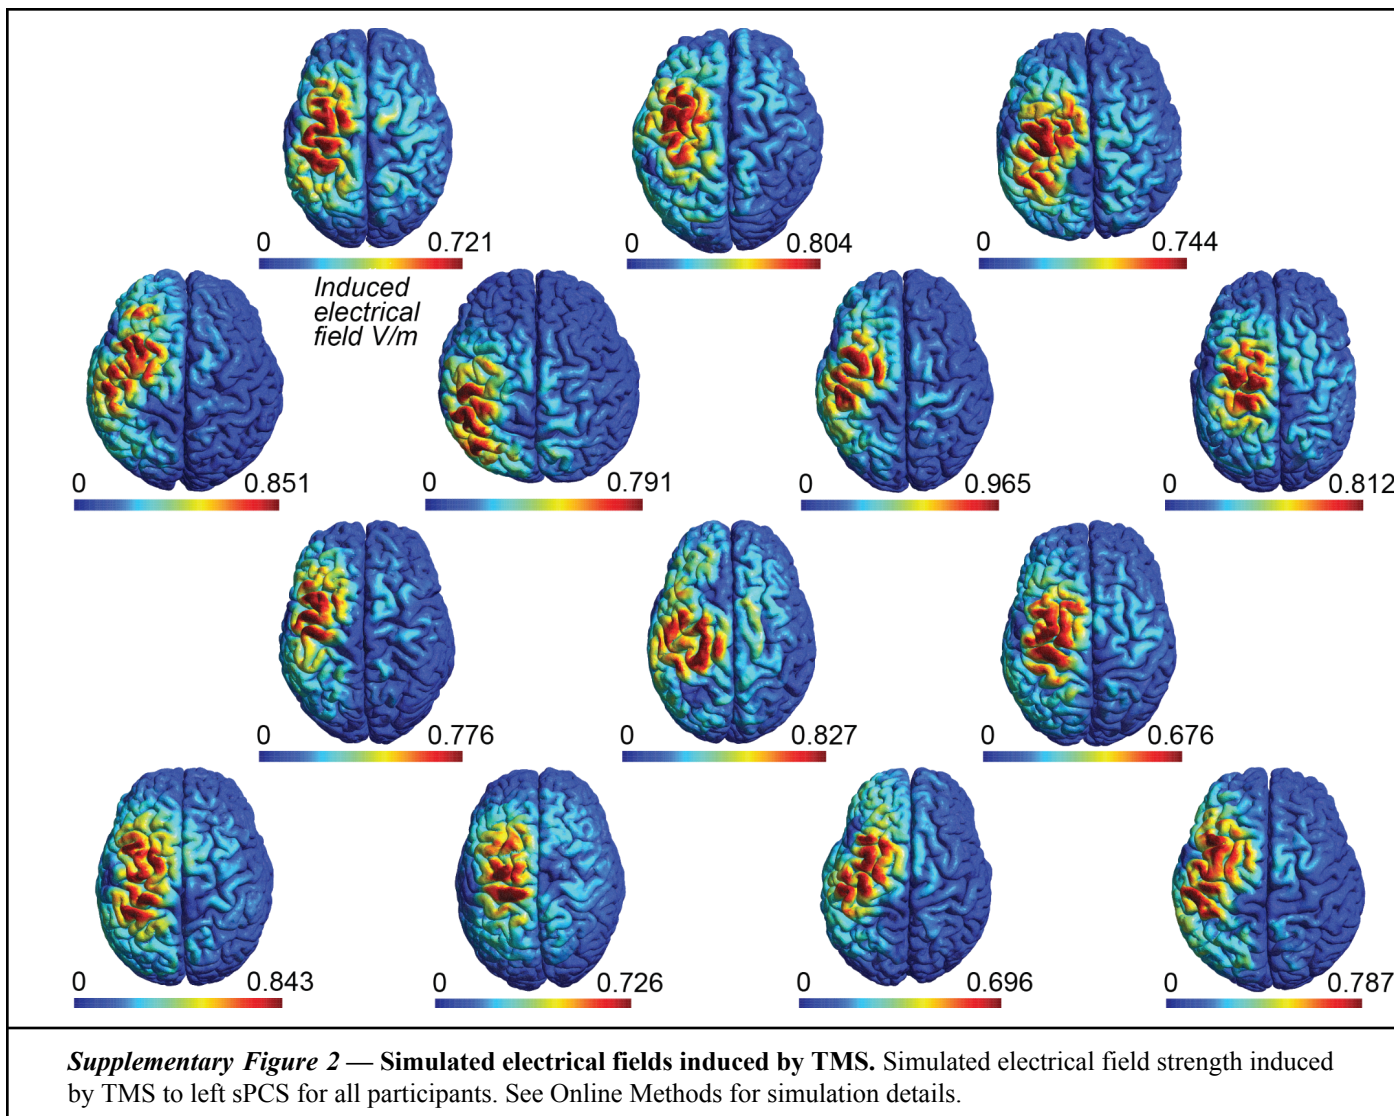 0 0.721
0 0.804
0 0.744
Induced
electrical
field V/m
0 0.851
0 0.791
0 0.965
0 0.812
0 0.776
0 0.827
0 0.676
0 0.843
0 0.726
0 0.696
0 0.787
Supplementary Figure 2 — Simulated electrical fields induced by TMS. Simulated electrical field strength induced
by TMS to left sPCS for all participants. See Online Methods for simulation details.